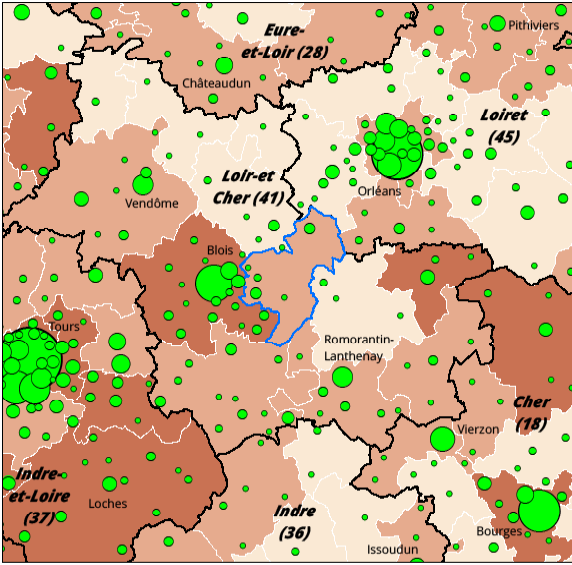 Eure-
et-Loir (28)
Pithiviers
Châteaudun
Loiret
(45)
Loir-et
Cher (41)
Orléans
Vendôme
Blois
Tours
Romorantin-
Lanthenay
Cher
(18)
Vierzon
Indre-
et-Loire
(37)
Loches
Indre
(36)
Bourges
Issoudun